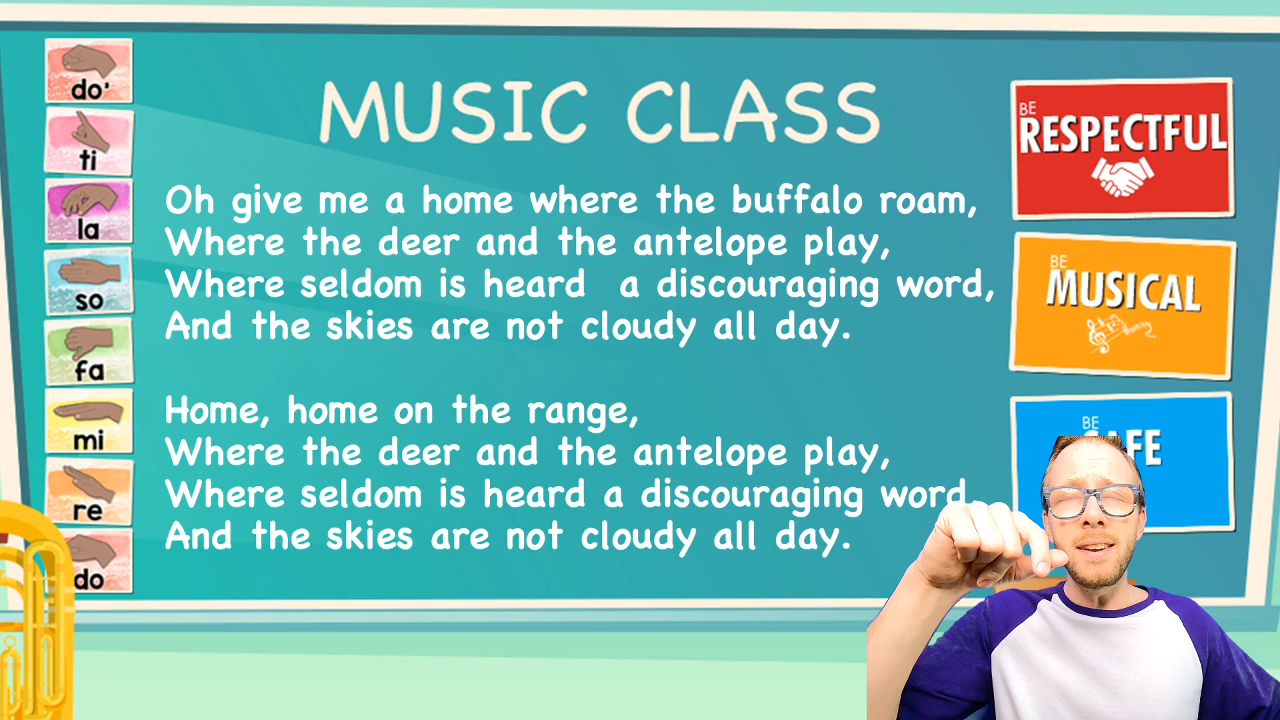 do'
ti
la
so
fa
mi
re
do
MUSIC CLASS
Oh give me a home where the buffalo roam,
Where the deer and the antelope play,
Where seldom is heard a discouraging word,
And the skies are not cloudy all day.
Home, home on the range,
Where the deer and the antelope play,
Where seldom is heard a discouraging word,
And the skies are not cloudy all day.
BE
RESPECTFUL
BE
MUSICAL
BE